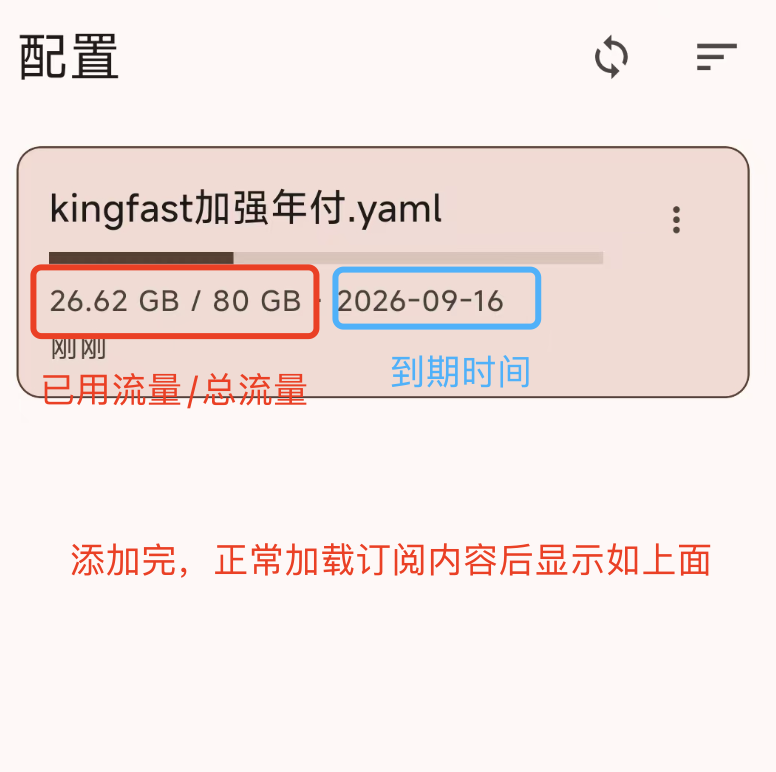 配置
kingfast加强年付.yaml
26.62 GB / 80 GB · 2026-09-16
刚刚
到期时间
已用流量/总流量
添加完，正常加载订阅内容后显示如上面